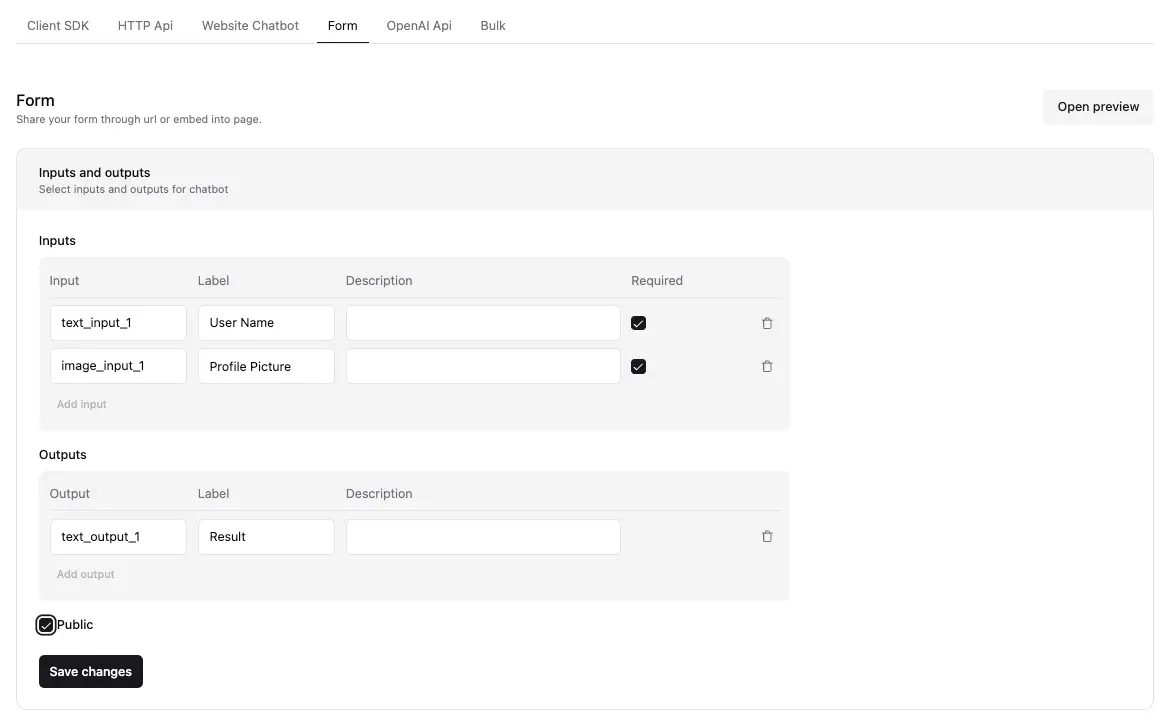 Client SDK HTTP Api Website Chatbot Form OpenAI Api Bulk
Form
Share your form through url or embed into page.
Open preview
Inputs and outputs
Select inputs and outputs for chatbot
Inputs
Input Label Description Required
text_input_1 User Name
image_input_1 Profile Picture
Add input
Outputs
Output Label Description
text_output_1 Result
Add output
Public
Save changes